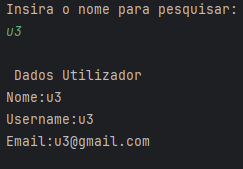 Insira o nome para pesquisar:
u3
Dados Utilizador
Nome:u3
Username:u3
Email:u3@gmail.com